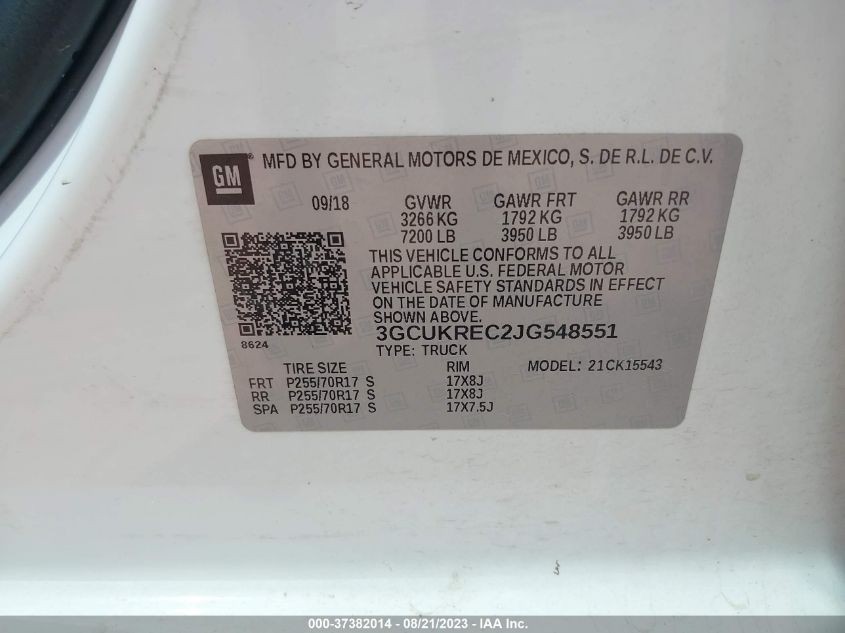 GM ® MFD BY GENERAL MOTORS DE MEXICO, S. DE R.L. DE C.V.
09/18 GVWR GAWR FRT GAWR RR
3266 KG 1792 KG 1792 KG
7200 LB 3950 LB 3950 LB
THIS VEHICLE CONFORMS TO ALL
APPLICABLE U.S. FEDERAL MOTOR
VEHICLE SAFETY STANDARDS IN EFFECT
ON THE DATE OF MANUFACTURE
SHOWN ABOVE.
3GCUKREC2JG548551
8624
TYPE: TRUCK
TIRE SIZE RIM MODEL: 21CK15543
FRT P255/70R17 S 17X8J
RR P255/70R17 S 17X8J
SPA P255/70R17 S 17X7.5J
000-37382014 - 08/21/2023 - IAA, Inc.